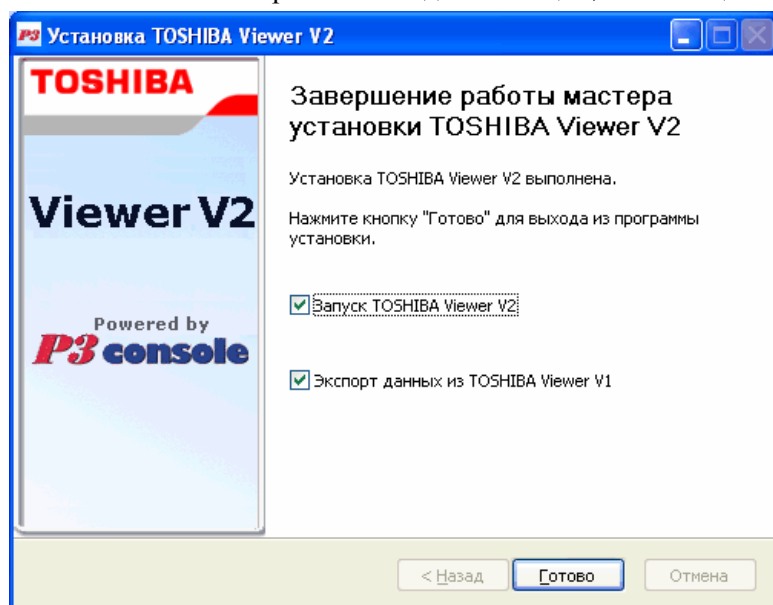 P3 Установка TOSHIBA Viewer V2
TOSHIBA
Viewer V2
Powered by
P3 console
Завершение работы мастера
установки TOSHIBA Viewer V2
Установка TOSHIBA Viewer V2 выполнена.
Нажмите кнопку "Готово" для выхода из программы
установки.
Запуск TOSHIBA Viewer V2
Экспорт данных из TOSHIBA Viewer V1
< Назад
Готово
Отмена